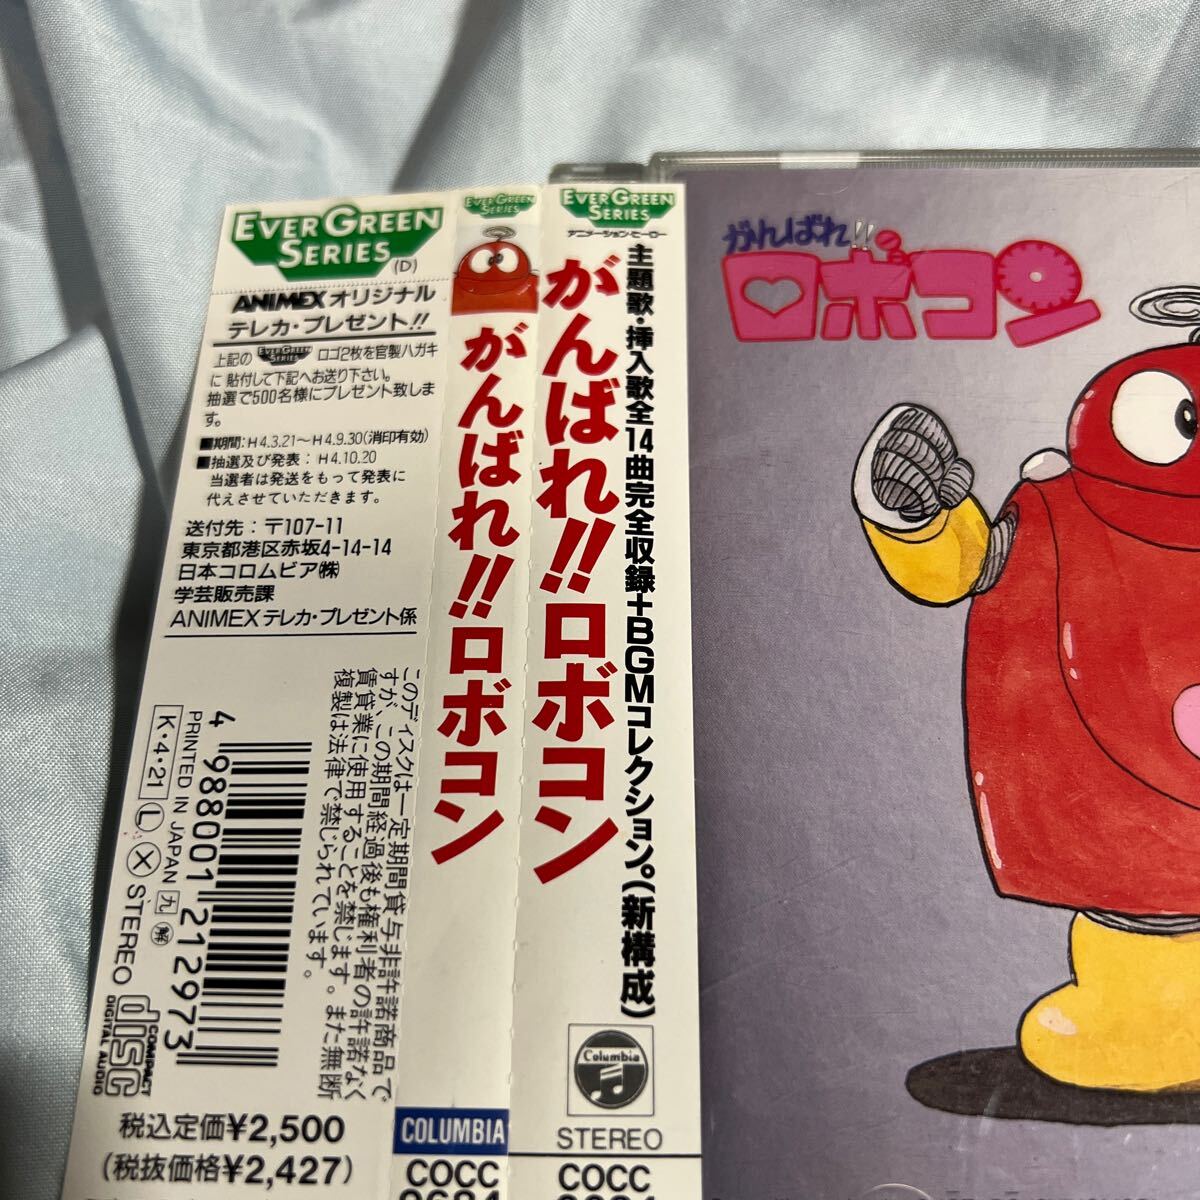 EVER GREEN
SERIES
(D)
ANIMEX オリジナル
テレカ・プレゼント!!
上記の EVER GREEN SERIES ロゴ2枚を官製ハガキ
に貼付して下記へお送り下さい。
抽選で500名様にプレゼント致しま
す。
■期間:H4.3.21〜H4.9.30(消印有効)
■抽選及び発表:H4.10.20
当選者は発送をもって発表に
代えさせていただきます。
送付先:〒107-11
東京都港区赤坂4-14-14
日本コロムビア㈱
学芸販売課
ANIMEX テレカ・プレゼント係
このディスクは一定期間貸与非許諾商品で
すが、この期間経過後も権利者の許諾なく
賃貸業に使用することを禁じます。また無断
複製は法律で禁じられています。
4 988001 212973
K・4・21 L X STEREO
PRINTED IN JAPAN 九 解
COMPACT
disc
DIGITAL AUDIO
税込定価¥2,500
(税抜価格¥2,427)
EVER GREEN
SERIES
がんばれ!!ロボコン
COLUMBIA
COCC
EVER GREEN
SERIES
アニメーション・ヒーロー
主題歌・挿入歌全14曲完全収録+BGMコレクション。(新構成)
がんばれ!!ロボコン
Columbia
STEREO
COCC
がんばれ!!
ロボコン